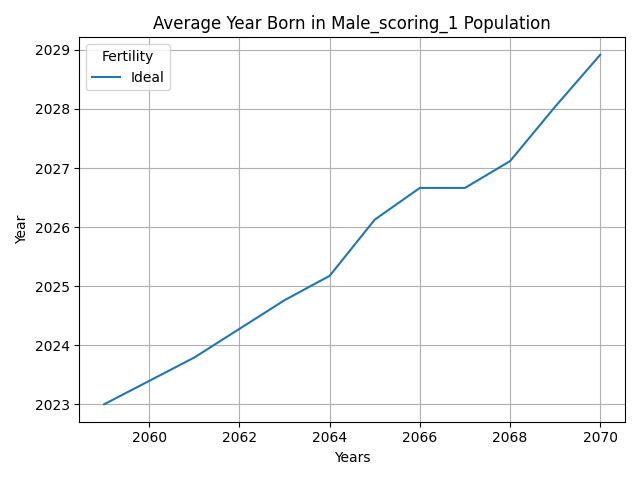 Average Year Born in Male_scoring_1 Population
Fertility
Ideal
2029
2028
2027
2026
2025
2024
2023
Year
2060 2062 2064 2066 2068 2070
Years